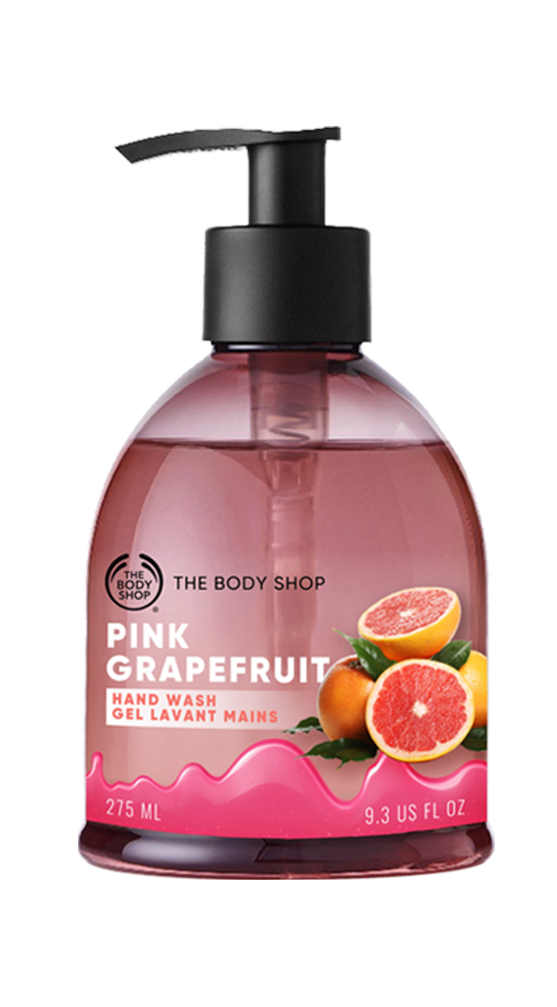 THE
BODY
SHOP
®
THE BODY SHOP
PINK
GRAPEFRUIT
HAND WASH
GEL LAVANT MAINS
275 ML
9.3 US FL OZ